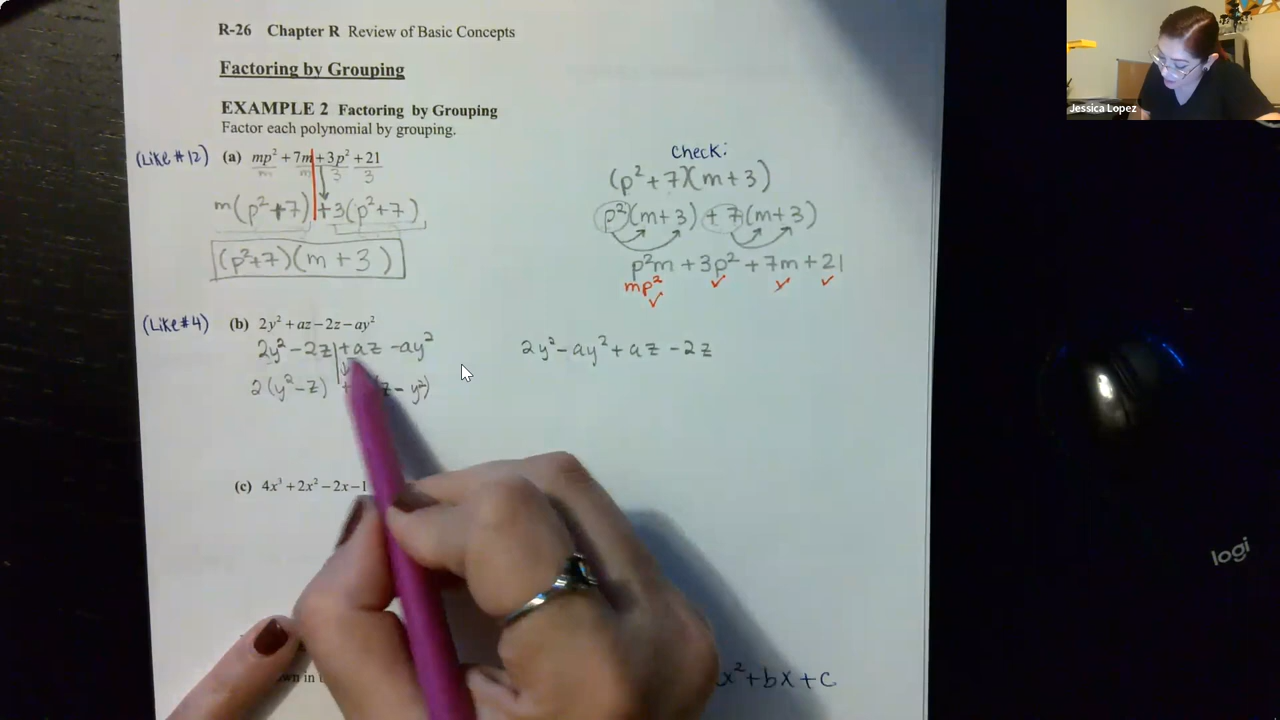 R-26 Chapter R Review of Basic Concepts
Factoring by Grouping
EXAMPLE 2 Factoring by Grouping
Factor each polynomial by grouping.
(Like #12) (a) mp² + 7m + 3p² + 21
m m 3 3
m(p² + 7) + 3(p² + 7)
(p² + 7)(m + 3)
Check:
(p² + 7)(m + 3)
p²(m + 3) + 7(m + 3)
p²m + 3p² + 7m + 21
mp²
(Like #4) (b) 2y² + az − 2z − ay²
2y² − 2z + az − ay²
2(y² − z) + (z − y²)
2y² − ay² + az − 2z
(c) 4x³ + 2x² − 2x − 1
x² + bx + c
Jessica Lopez
logi